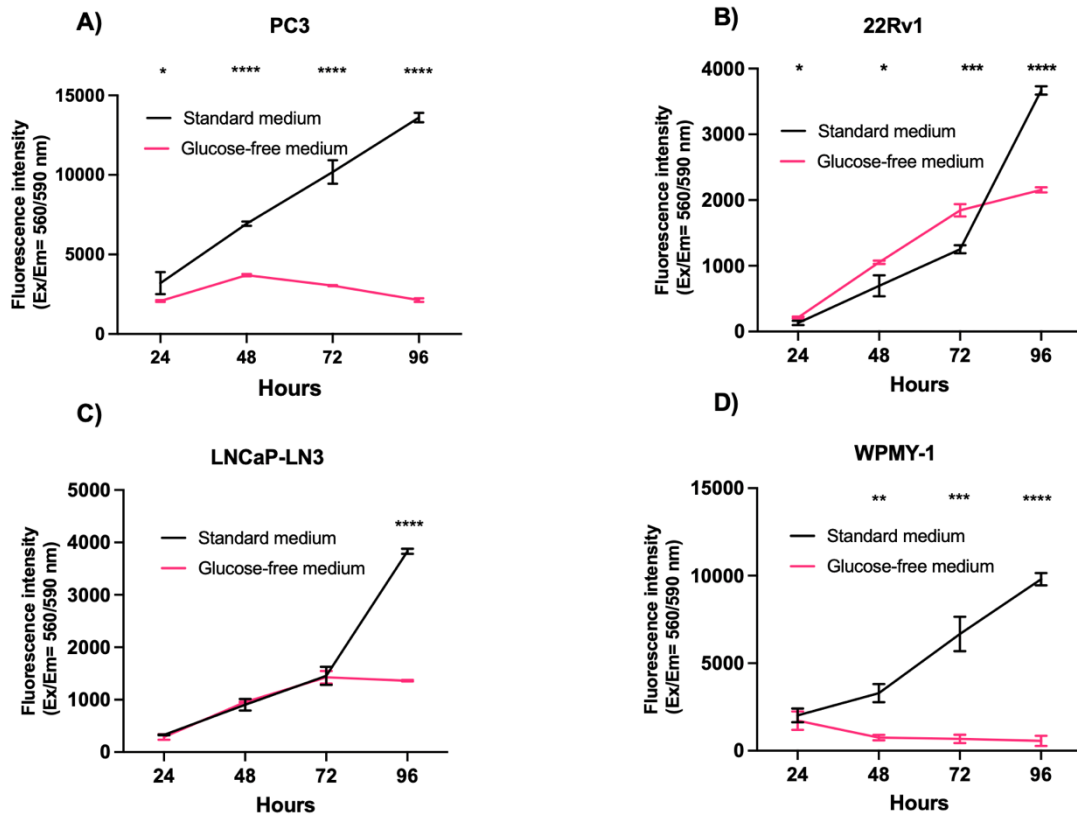 A)
PC3
* **** **** ****
15000
10000
5000
0
Fluorescence intensity
(Ex/Em= 560/590 nm)
Standard medium
Glucose-free medium
24 48 72 96
Hours
B)
22Rv1
* * *** ****
4000
3000
2000
1000
0
Fluorescence intensity
(Ex/Em= 560/590 nm)
Standard medium
Glucose-free medium
24 48 72 96
Hours
C)
LNCaP-LN3
****
5000
4000
3000
2000
1000
0
Fluorescence intensity
(Ex/Em= 560/590 nm)
Standard medium
Glucose-free medium
24 48 72 96
Hours
D)
WPMY-1
** *** ****
15000
10000
5000
0
Fluorescence intensity
(Ex/Em= 560/590 nm)
Standard medium
Glucose-free medium
24 48 72 96
Hours